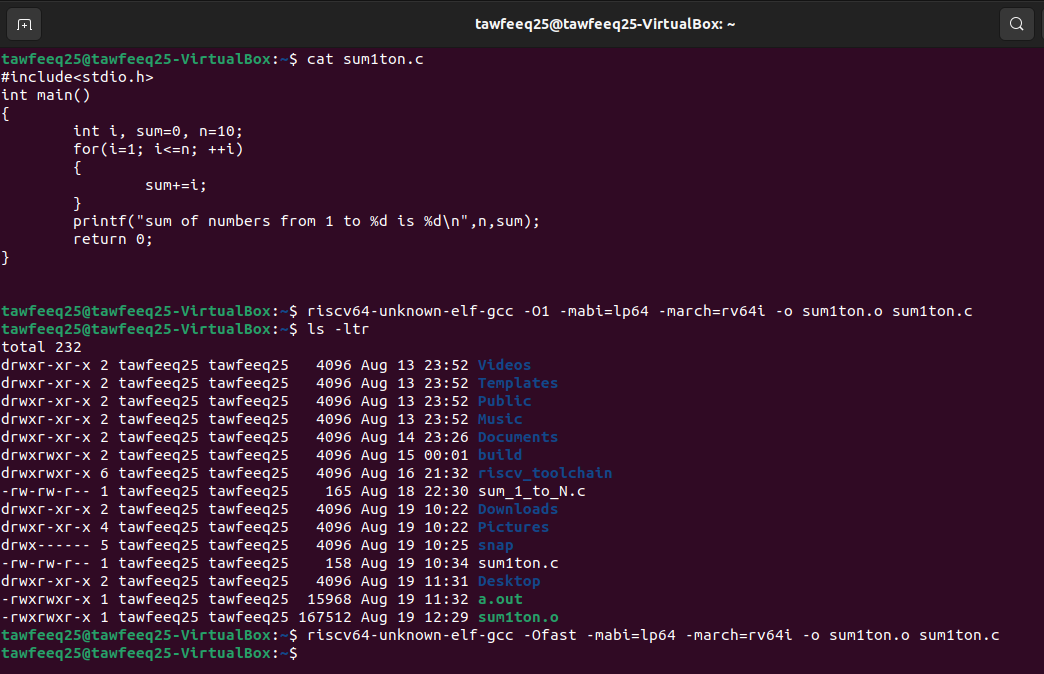 tawfeeq25@tawfeeq25-VirtualBox: ~
tawfeeq25@tawfeeq25-VirtualBox:~$ cat sum1ton.c
#include<stdio.h>
int main()
{
        int i, sum=0, n=10;
        for(i=1; i<=n; ++i)
        {
                sum+=i;
        }
        printf("sum of numbers from 1 to %d is %d\n",n,sum);
        return 0;
}
tawfeeq25@tawfeeq25-VirtualBox:~$ riscv64-unknown-elf-gcc -O1 -mabi=lp64 -march=rv64i -o sum1ton.o sum1ton.c
tawfeeq25@tawfeeq25-VirtualBox:~$ ls -ltr
total 232
drwxr-xr-x 2 tawfeeq25 tawfeeq25   4096 Aug 13 23:52 Videos
drwxr-xr-x 2 tawfeeq25 tawfeeq25   4096 Aug 13 23:52 Templates
drwxr-xr-x 2 tawfeeq25 tawfeeq25   4096 Aug 13 23:52 Public
drwxr-xr-x 2 tawfeeq25 tawfeeq25   4096 Aug 13 23:52 Music
drwxr-xr-x 2 tawfeeq25 tawfeeq25   4096 Aug 14 23:26 Documents
drwxrwxr-x 2 tawfeeq25 tawfeeq25   4096 Aug 15 00:01 build
drwxrwxr-x 6 tawfeeq25 tawfeeq25   4096 Aug 16 21:32 riscv_toolchain
-rw-rw-r-- 1 tawfeeq25 tawfeeq25    165 Aug 18 22:30 sum_1_to_N.c
drwxr-xr-x 2 tawfeeq25 tawfeeq25   4096 Aug 19 10:22 Downloads
drwxr-xr-x 4 tawfeeq25 tawfeeq25   4096 Aug 19 10:22 Pictures
drwx------ 5 tawfeeq25 tawfeeq25   4096 Aug 19 10:25 snap
-rw-rw-r-- 1 tawfeeq25 tawfeeq25    158 Aug 19 10:34 sum1ton.c
drwxr-xr-x 2 tawfeeq25 tawfeeq25   4096 Aug 19 11:31 Desktop
-rwxrwxr-x 1 tawfeeq25 tawfeeq25  15968 Aug 19 11:32 a.out
-rwxrwxr-x 1 tawfeeq25 tawfeeq25 167512 Aug 19 12:29 sum1ton.o
tawfeeq25@tawfeeq25-VirtualBox:~$ riscv64-unknown-elf-gcc -Ofast -mabi=lp64 -march=rv64i -o sum1ton.o sum1ton.c
tawfeeq25@tawfeeq25-VirtualBox:~$